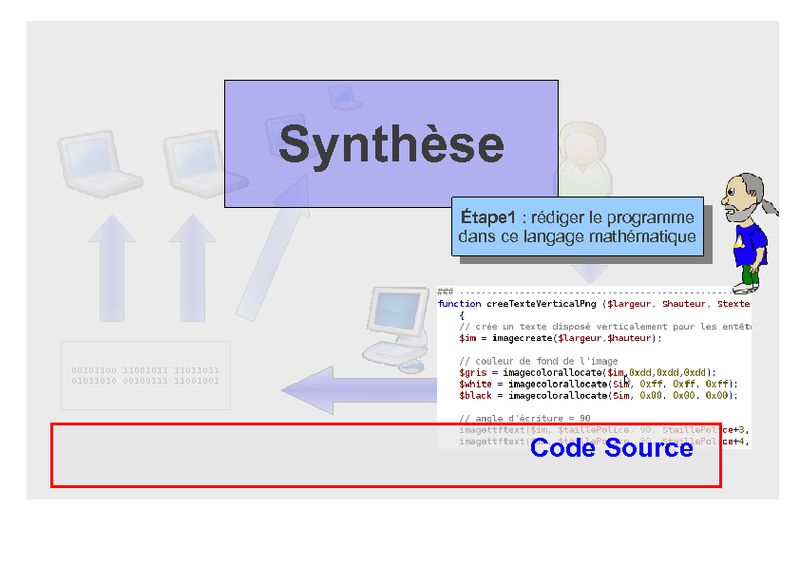 Synthèse
Étape1 : rédiger le programme
dans ce langage mathématique
###
function creeTexteVerticalPng ($largeur, $hauteur, $texte
{
// crée un texte disposé verticalement pour les entêt
$im = imagecreate($largeur,$hauteur);
// couleur de fond de l'image
$gris = imagecolorallocate($im,0xdd,0xdd,0xdd);
$white = imagecolorallocate($im, 0xff, 0xff, 0xff);
$black = imagecolorallocate($im, 0x00, 0x00, 0x00);
// angle d'écriture = 90
imagettftext($im, $taillePolice, 90, $taillePolice+3,
imagettftext($im, $taillePolice, 90, $taillePolice+4,
00101100 11001011 11011011
01011010 00100111 11001001
Code Source